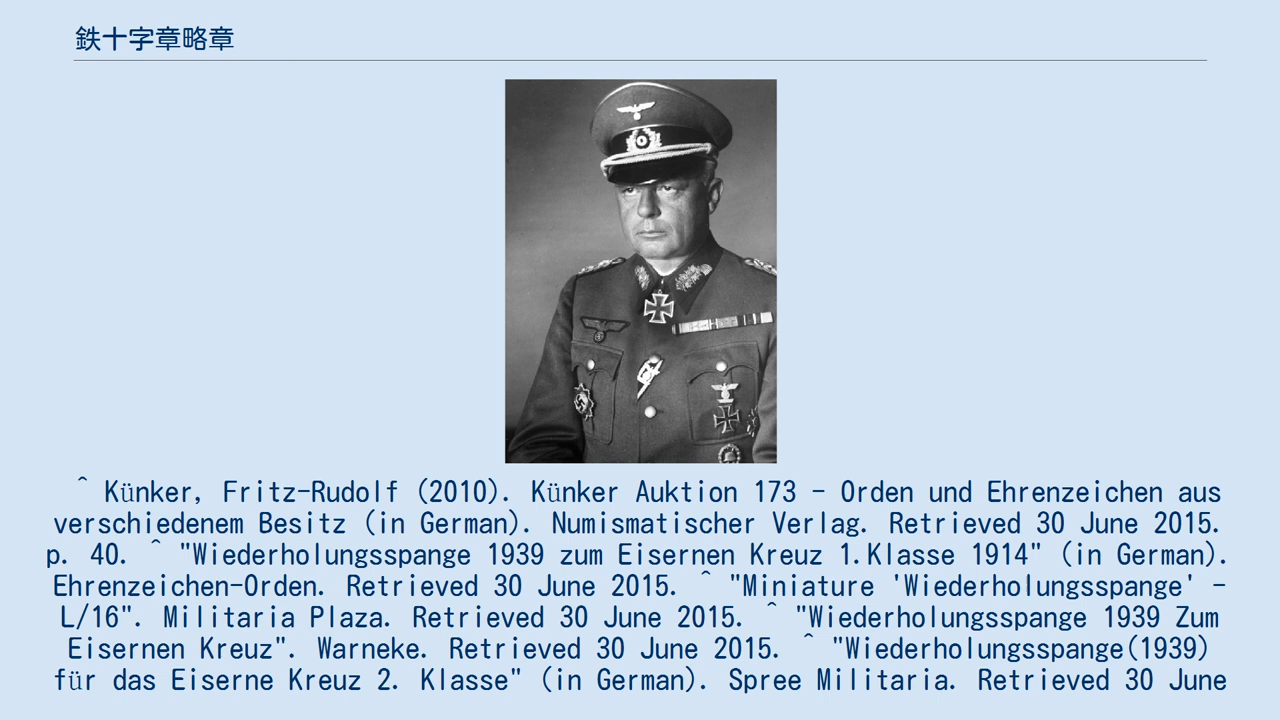 鉄十字章略章
^ Künker, Fritz-Rudolf (2010). Künker Auktion 173 - Orden und Ehrenzeichen aus
verschiedenem Besitz (in German). Numismatischer Verlag. Retrieved 30 June 2015.
p. 40. ^ "Wiederholungsspange 1939 zum Eisernen Kreuz 1.Klasse 1914" (in German).
Ehrenzeichen-Orden. Retrieved 30 June 2015. ^ "Miniature 'Wiederholungsspange' -
L/16". Militaria Plaza. Retrieved 30 June 2015. ^ "Wiederholungsspange 1939 Zum
Eisernen Kreuz". Warneke. Retrieved 30 June 2015. ^ "Wiederholungsspange(1939)
für das Eiserne Kreuz 2. Klasse" (in German). Spree Militaria. Retrieved 30 June